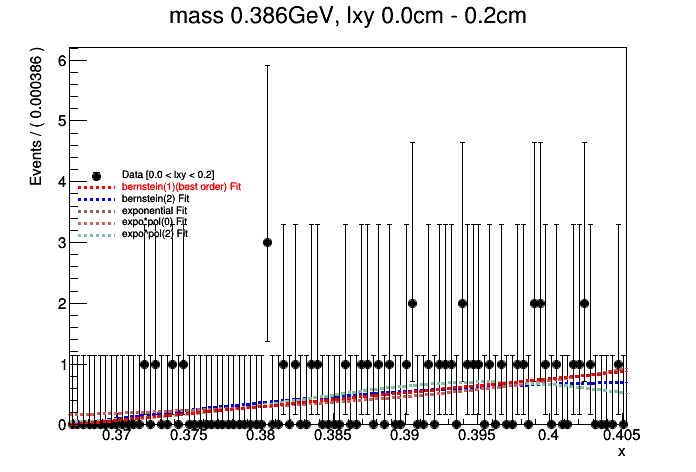 mass 0.386GeV, lxy 0.0cm - 0.2cm
Events / ( 0.000386 )
6
5
4
3
2
1
0
Data [0.0 < lxy < 0.2]
bernstein(1)(best order) Fit
bernstein(2) Fit
exponential Fit
expo*pol(0) Fit
expo*pol(2) Fit
0.37 0.375 0.38 0.385 0.39 0.395 0.4 0.405
x